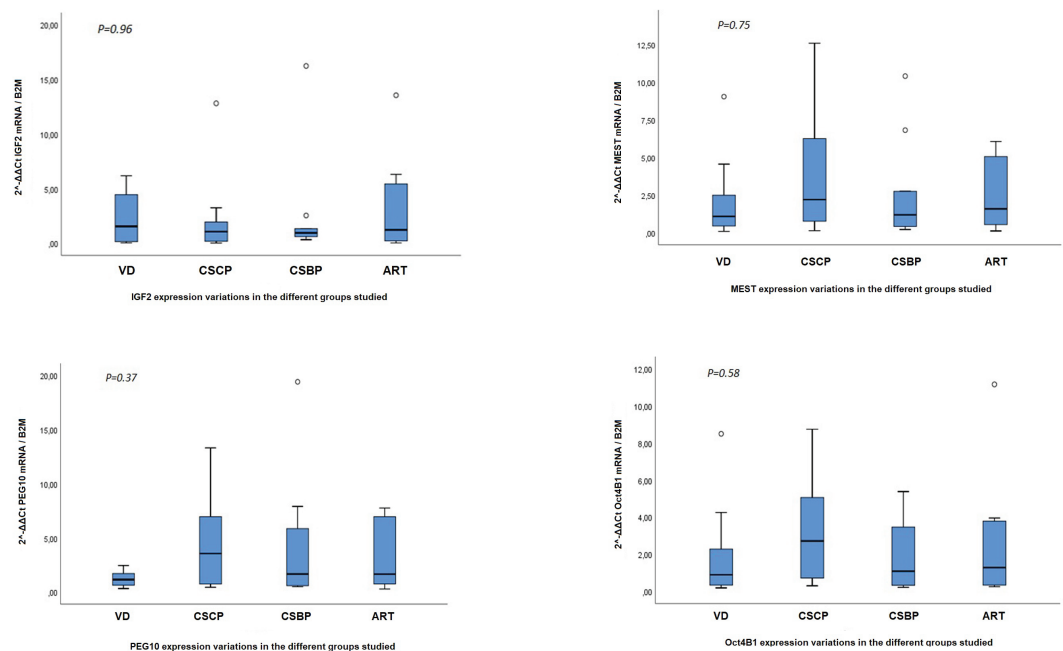 20,00
P=0.96
15,00
10,00
5,00
,00
2^-ΔΔCt IGF2 mRNA / B2M
VD CSCP CSBP ART
IGF2 expression variations in the different groups studied
P=0.75
12,50
10,00
7,50
5,00
2,50
,00
2^-ΔΔCt MEST mRNA / B2M
VD CSCP CSBP ART
MEST expression variations in the different groups studied
20,00
P=0.37
15,00
10,00
5,00
,00
2^-ΔΔCt PEG10 mRNA / B2M
VD CSCP CSBP ART
PEG10 expression variations in the different groups studied
12,00
P=0.58
10,00
8,00
6,00
4,00
2,00
,00
2^-ΔΔCt Oct4B1 mRNA / B2M
VD CSCP CSBP ART
Oct4B1 expression variations in the different groups studied